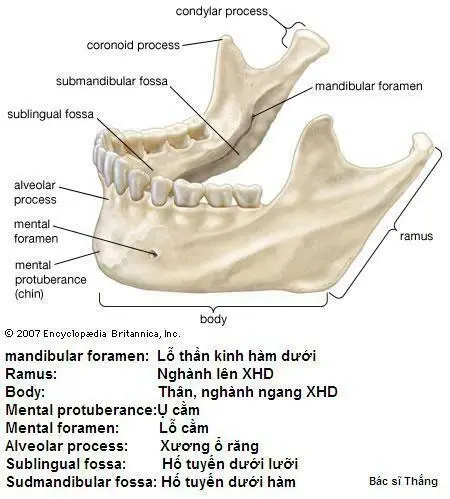 condylar process
coronoid process
submandibular fossa
mandibular foramen
sublingual fossa
alveolar
process
mental
foramen
ramus
mental
protuberance
(chin)
body
© 2007 Encyclopædia Britannica, Inc.
mandibular foramen: Lỗ thần kinh hàm dưới
Ramus: Nghành lên XHD
Body: Thân, nghành ngang XHD
Mental protuberance:Ụ cằm
Mental foramen: Lỗ cằm
Alveolar process: Xương ổ răng
Sublingual fossa: Hố tuyến dưới lưỡi
Sudmandibular fossa: Hố tuyến dưới hàm
Bác sĩ Thắng